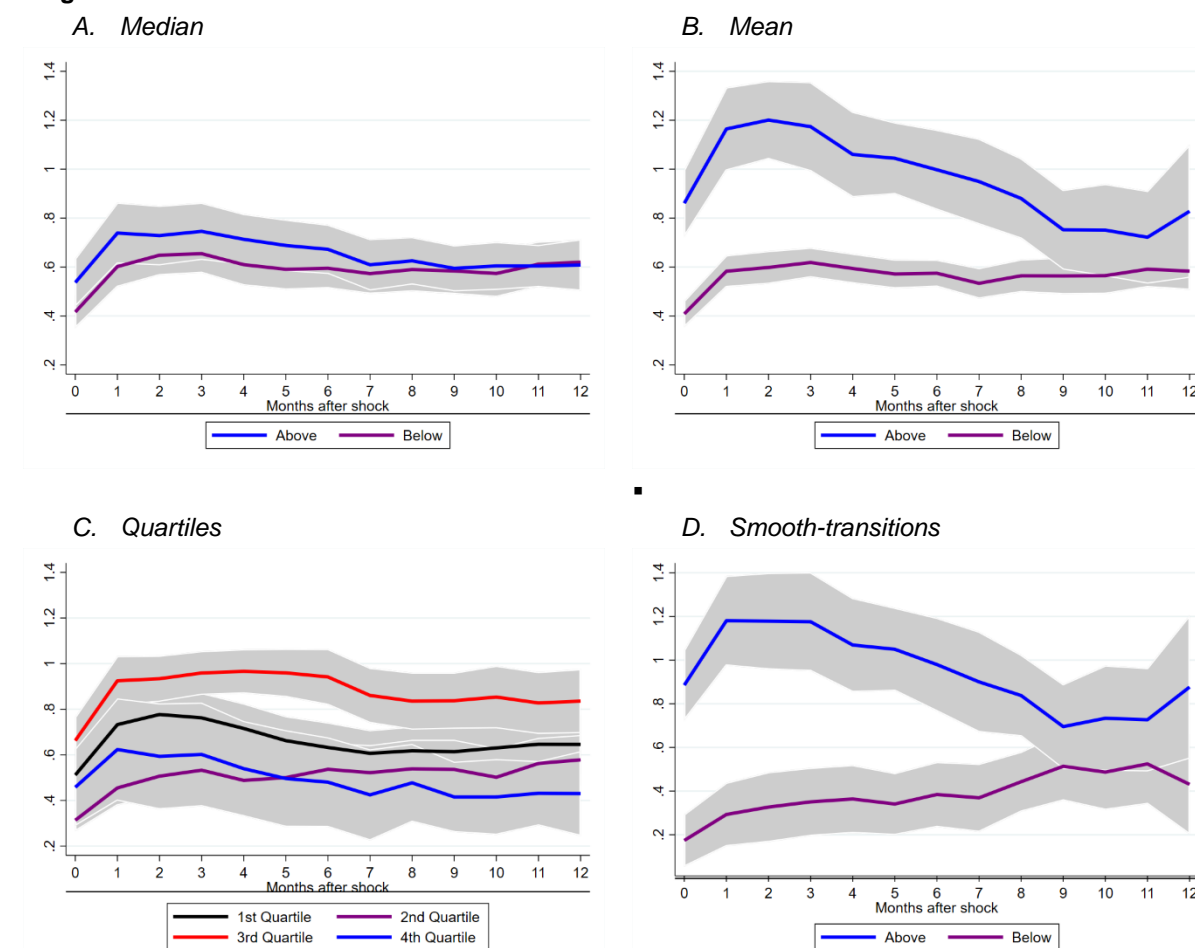 A. Median
B. Mean
1.4
1.2
1
.8
.6
.4
.2
0 1 2 3 4 5 6 7 8 9 10 11 12
Months after shock
Above Below
1.4
1.2
1
.8
.6
.4
.2
0 1 2 3 4 5 6 7 8 9 10 11 12
Months after shock
Above Below
C. Quartiles
D. Smooth-transitions
1.4
1.2
1
.8
.6
.4
.2
0 1 2 3 4 5 6 7 8 9 10 11 12
Months after shock
1st Quartile 2nd Quartile
3rd Quartile 4th Quartile
1.4
1.2
1
.8
.6
.4
.2
0 1 2 3 4 5 6 7 8 9 10 11 12
Months after shock
Above Below